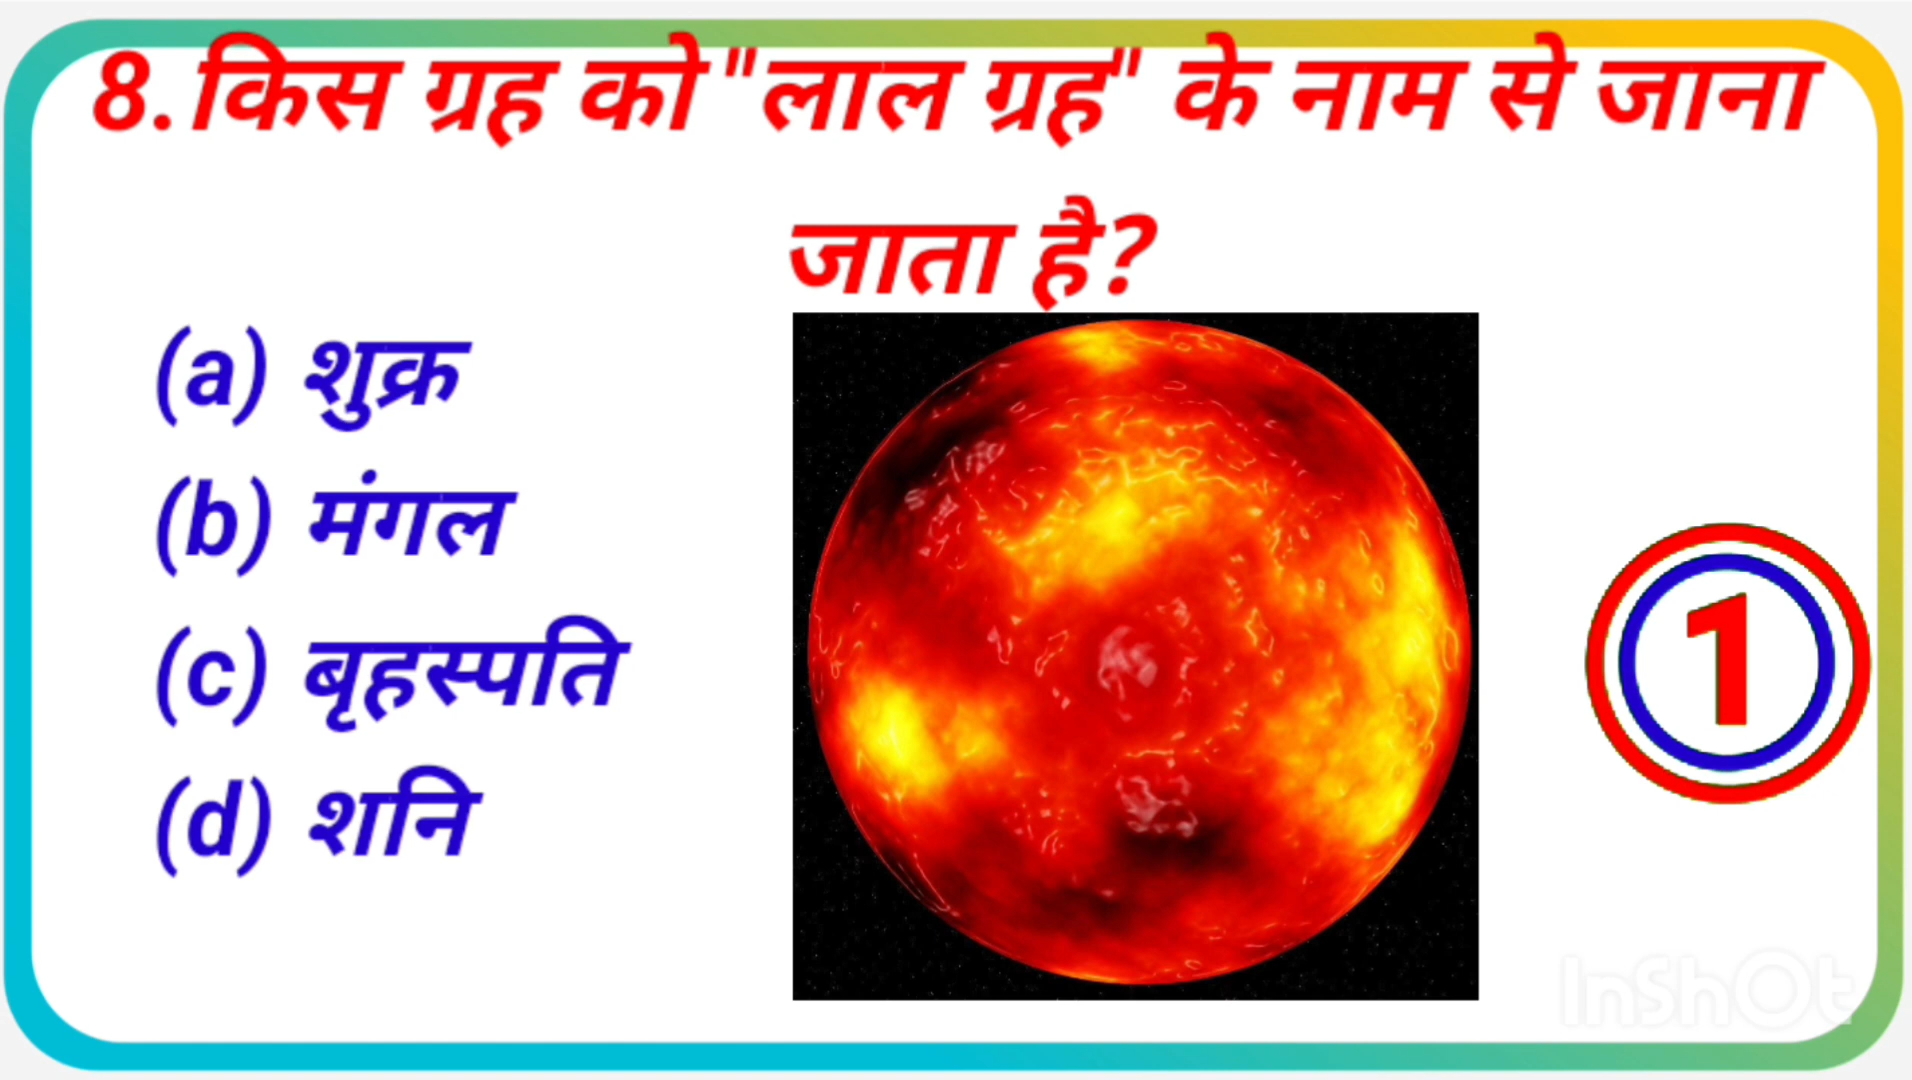 8. किस ग्रह को "लाल ग्रह" के नाम से जाना
जाता है?
(a) शुक्र
(b) मंगल
(c) बृहस्पति
(d) शनि
1
InShOt